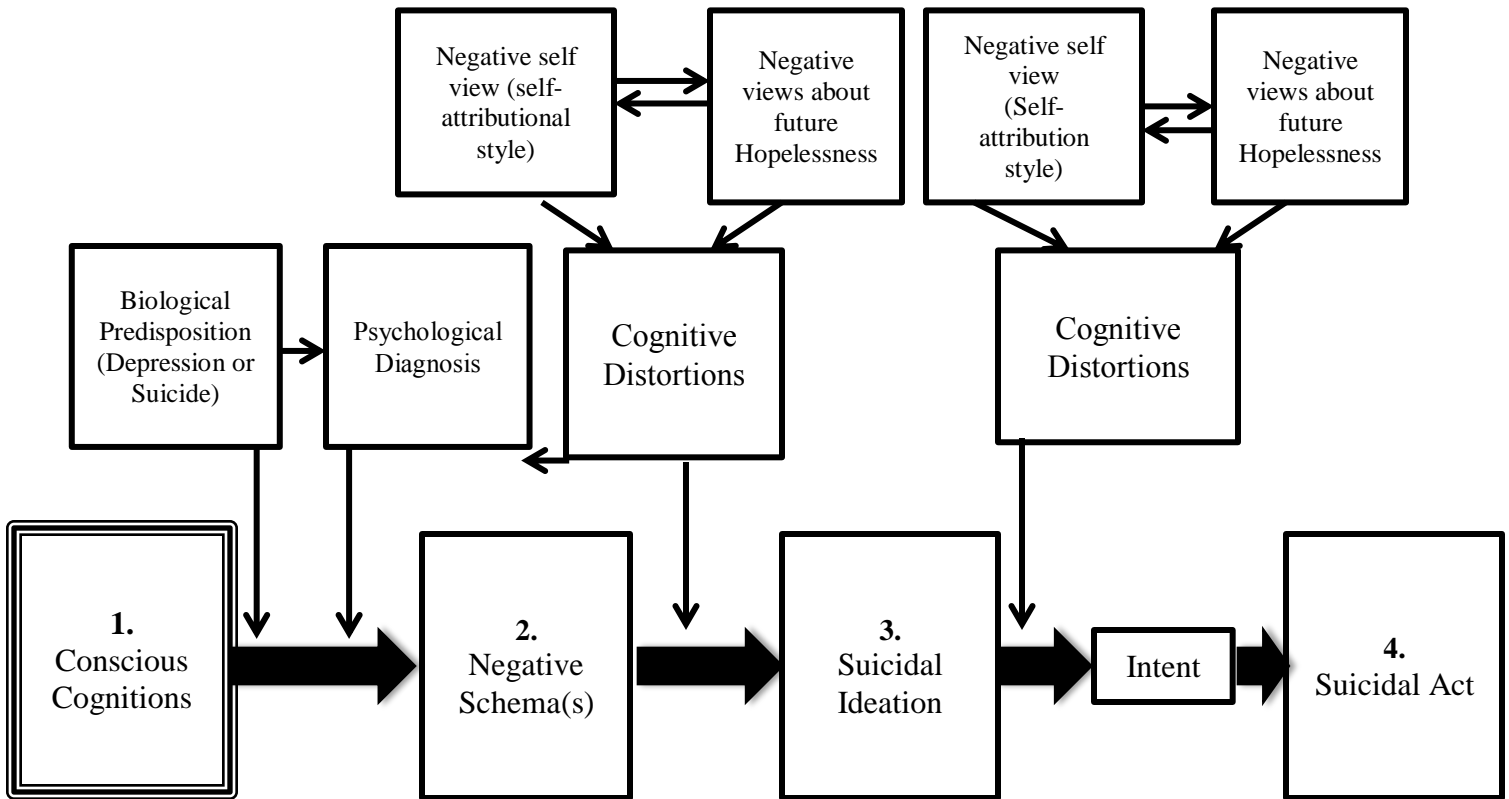 Negative self
view (self-
attributional
style)
Negative
views about
future
Hopelessness
Negative self
view
(Self-
attribution
style)
Negative
views about
future
Hopelessness
Biological
Predisposition
(Depression or
Suicide)
Psychological
Diagnosis
Cognitive
Distortions
Cognitive
Distortions
1.
Conscious
Cognitions
2.
Negative
Schema(s)
3.
Suicidal
Ideation
Intent
4.
Suicidal Act